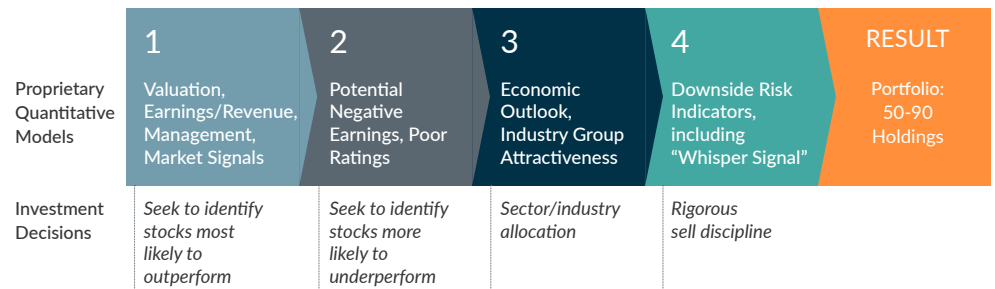 1
2
3
4
RESULT
Proprietary
Quantitative
Models
Valuation,
Earnings/Revenue,
Management,
Market Signals
Potential
Negative
Earnings, Poor
Ratings
Economic
Outlook,
Industry Group
Attractiveness
Downside Risk
Indicators,
including
“Whisper Signal”
Portfolio:
50-90
Holdings
Investment
Decisions
Seek to identify
stocks most
likely to
outperform
Seek to identify
stocks more
likely to
underperform
Sector/industry
allocation
Rigorous
sell discipline